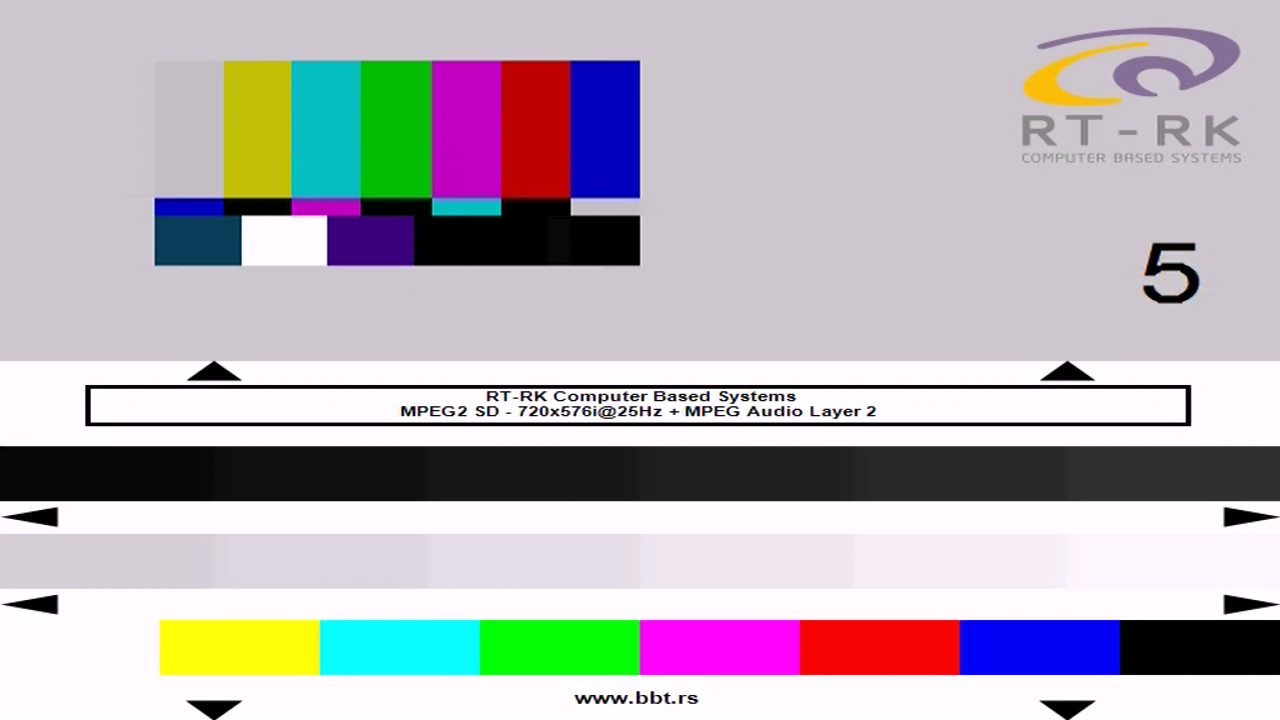 RT-RK
COMPUTER BASED SYSTEMS
5
RT-RK Computer Based Systems
MPEG2 SD - 720x576i@25Hz + MPEG Audio Layer 2
www.bbt.rs